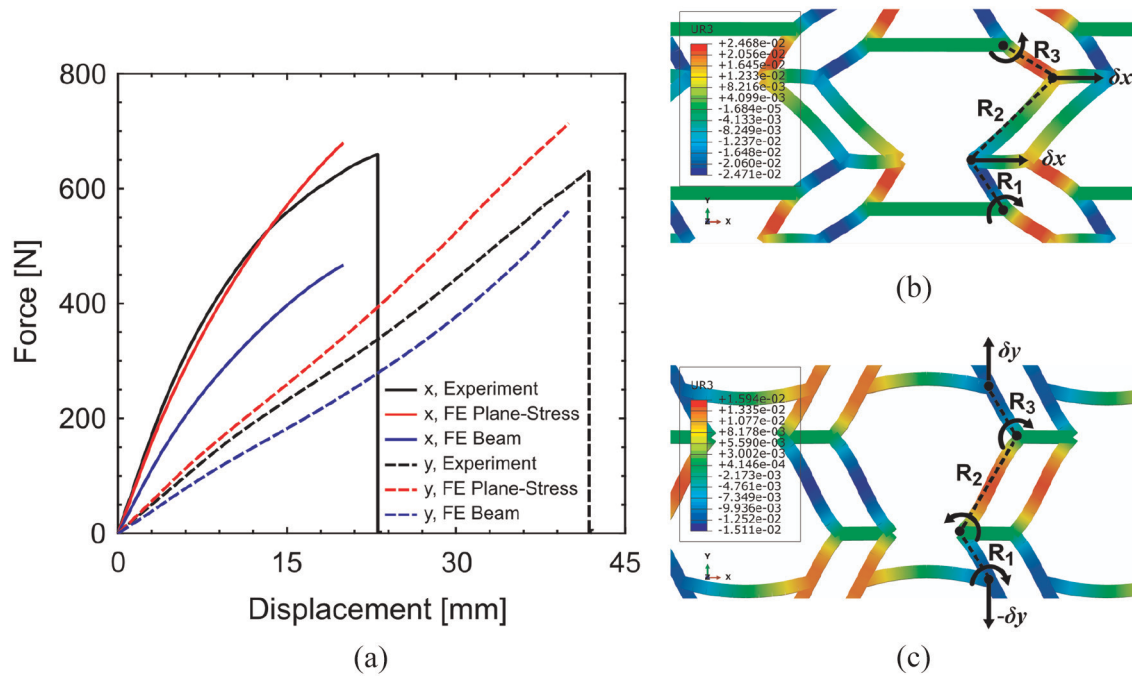 800
600
400
200
0
0
15
30
45
Force [N]
Displacement [mm]
x, Experiment
x, FE Plane-Stress
x, FE Beam
y, Experiment
y, FE Plane-Stress
y, FE Beam
(a)
UR3
+2.468e-02
+2.056e-02
+1.645e-02
+1.233e-02
+8.216e-03
+4.099e-03
-1.684e-05
-4.133e-03
-8.249e-03
-1.237e-02
-1.648e-02
-2.060e-02
-2.471e-02
Y
X
R3
δx
R2
δx
R1
(b)
UR3
+1.594e-02
+1.335e-02
+1.077e-02
+8.178e-03
+5.590e-03
+3.002e-03
+4.146e-04
-2.173e-03
-4.761e-03
-7.349e-03
-9.936e-03
-1.252e-02
-1.511e-02
Y
X
δy
R3
R2
R1
-δy
(c)